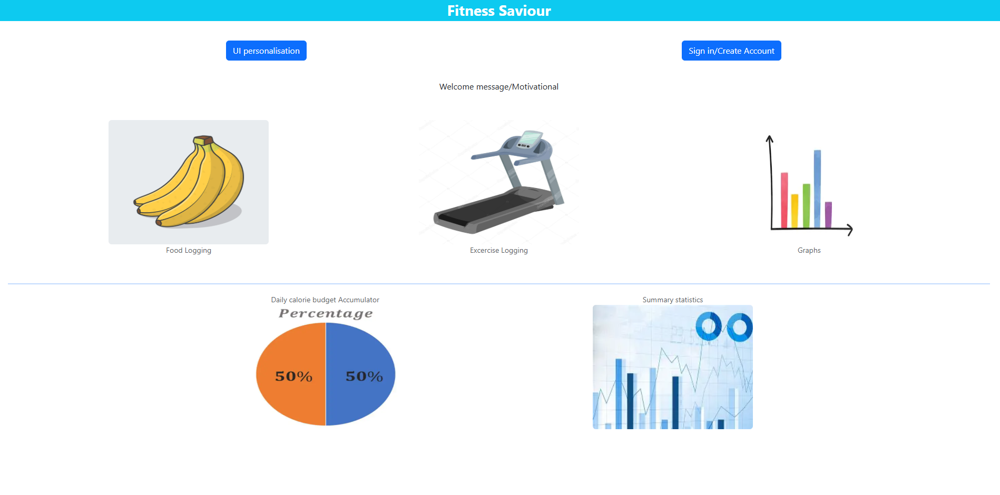 Fitness Saviour
UI personalisation
Sign in/Create Account
Welcome message/Motivational
Food Logging
Excercise Logging
Graphs
Daily calorie budget Accumulator
Summary statistics
Percentage
50%
50%